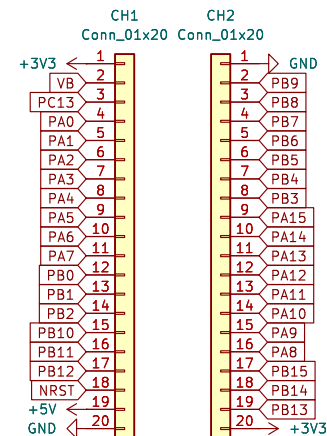 CH1 CH2
Conn_01x20 Conn_01x20
+3V3 1 1 GND
VB 2 2 PB9
PC13 3 3 PB8
PA0 4 4 PB7
PA1 5 5 PB6
PA2 6 6 PB5
PA3 7 7 PB4
PA4 8 8 PB3
PA5 9 9 PA15
PA6 10 10 PA14
PA7 11 11 PA13
PB0 12 12 PA12
PB1 13 13 PA11
PB2 14 14 PA10
PB10 15 15 PA9
PB11 16 16 PA8
PB12 17 17 PB15
NRST 18 18 PB14
+5V 19 19 PB13
GND 20 20 +3V3